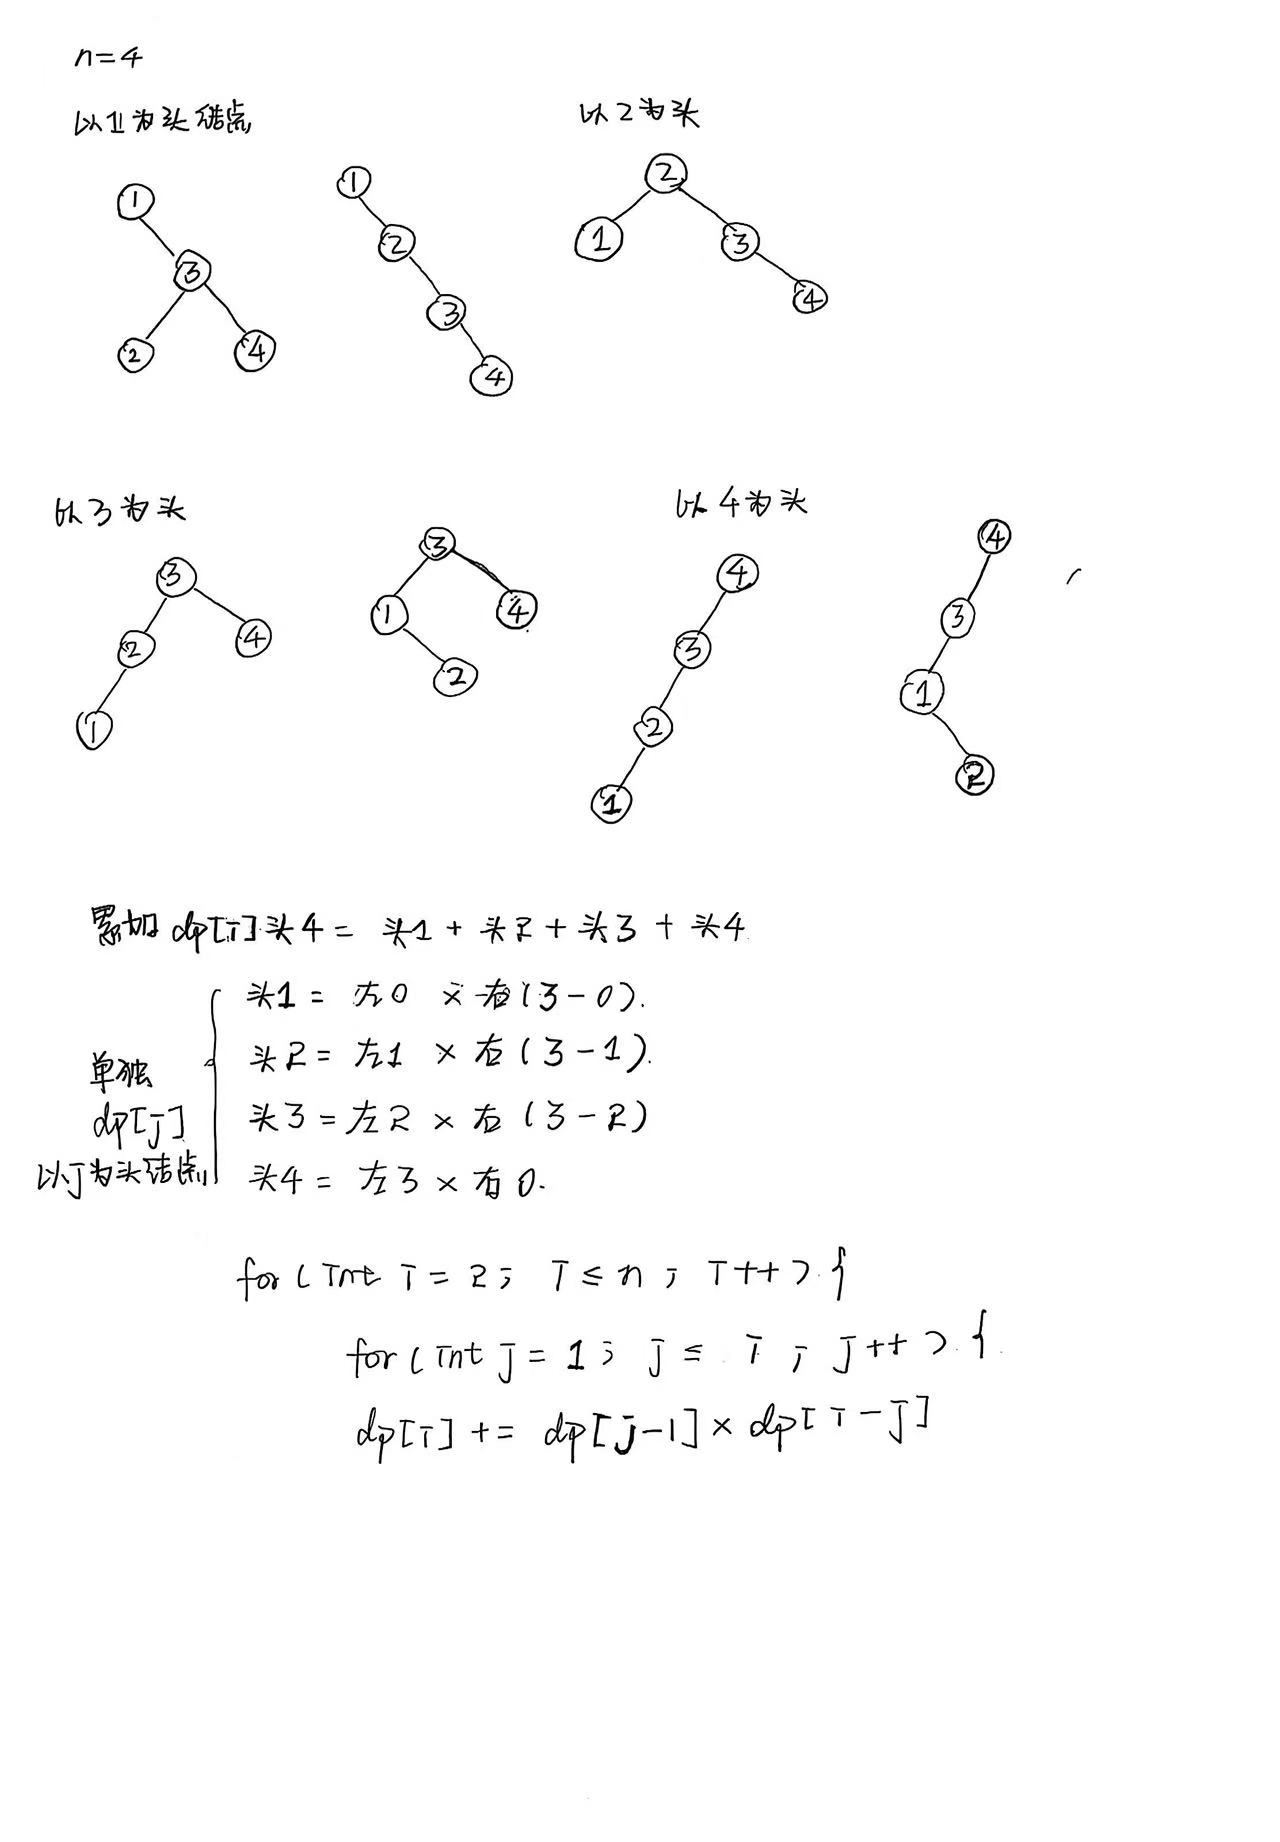 n=4
以1为头结点
以2为头
1
3
2
4
1
2
3
4
2
1
3
4
以3为头
以4为头
3
2
4
1
3
1
4
2
4
3
2
1
4
3
1
2
累加 dp[i] 头4 = 头1 + 头2 + 头3 + 头4
头1 = 左0 × 右(3-0).
头2 = 左1 × 右(3-1).
头3 = 左2 × 右(3-2)
头4 = 左3 × 右0.
单独
dp[j]
以j为头结点
for(int i=2; i≤n; i++){
for(int j=1; j≤ i; j++){
dp[i] += dp[j-1]× dp[i-j]